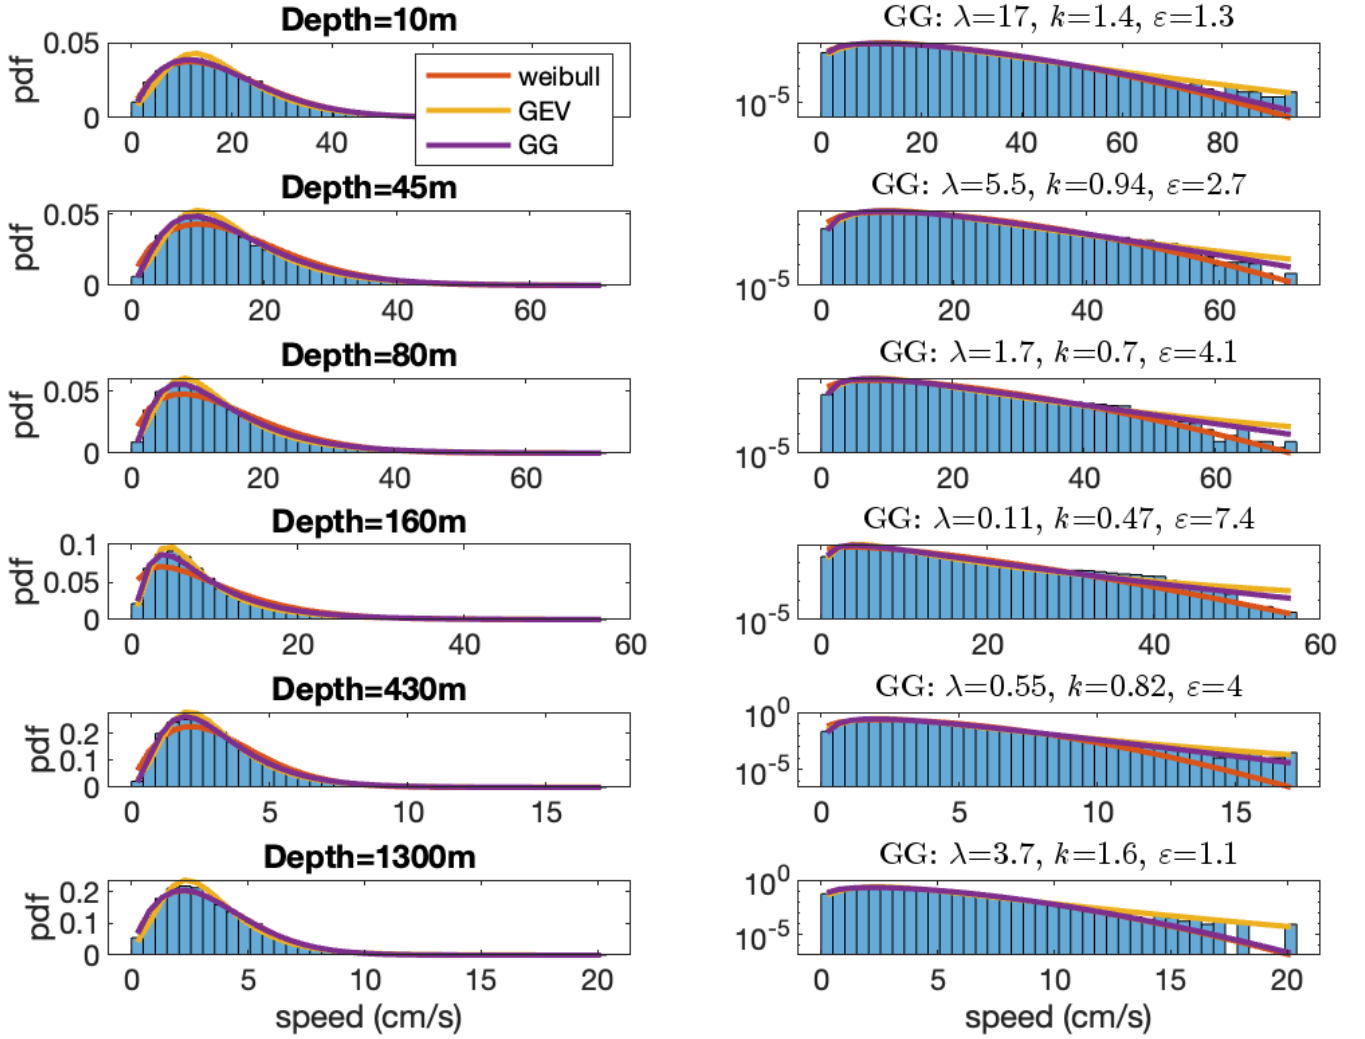 Depth=10m
GG: λ=17, k=1.4, ε=1.3
0.05
pdf
0
weibull
GEV
GG
10⁻⁵
0 20 40
0 20 40 60 80
Depth=45m
GG: λ=5.5, k=0.94, ε=2.7
0.05
pdf
0
10⁻⁵
0 20 40 60
0 20 40 60
Depth=80m
GG: λ=1.7, k=0.7, ε=4.1
0.05
pdf
0
10⁻⁵
0 20 40 60
0 20 40 60
Depth=160m
GG: λ=0.11, k=0.47, ε=7.4
0.1
0.05
pdf
0
10⁻⁵
0 20 40 60
0 20 40 60
Depth=430m
GG: λ=0.55, k=0.82, ε=4
0.2
0.1
pdf
0
10⁰
10⁻⁵
0 5 10 15
0 5 10 15
Depth=1300m
GG: λ=3.7, k=1.6, ε=1.1
0.2
0.1
pdf
0
10⁰
10⁻⁵
0 5 10 15 20
0 5 10 15 20
speed (cm/s)
speed (cm/s)